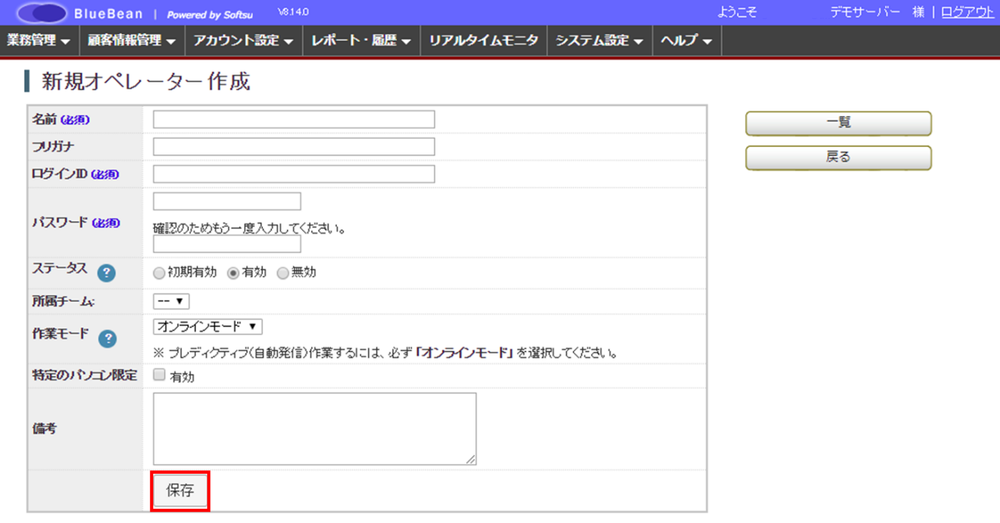 BlueBean | Powered by Softsu V3.14.0 ようこそ デモサーバー 様 | ログアウト
業務管理 ▼ 顧客情報管理 ▼ アカウント設定 ▼ レポート・履歴 ▼ リアルタイムモニタ システム設定 ▼ ヘルプ ▼
新規オペレーター作成
名前 (必須)
一覧
フリガナ
戻る
ログインID (必須)
パスワード (必須)
確認のためもう一度入力してください。
ステータス ? 初期有効 有効 無効
所属チーム: -- ▼
作業モード ? オンラインモード ▼
※ プレディクティブ(自動発信)作業するには、必ず「オンラインモード」を選択してください。
特定のパソコン限定 有効
備考
保存